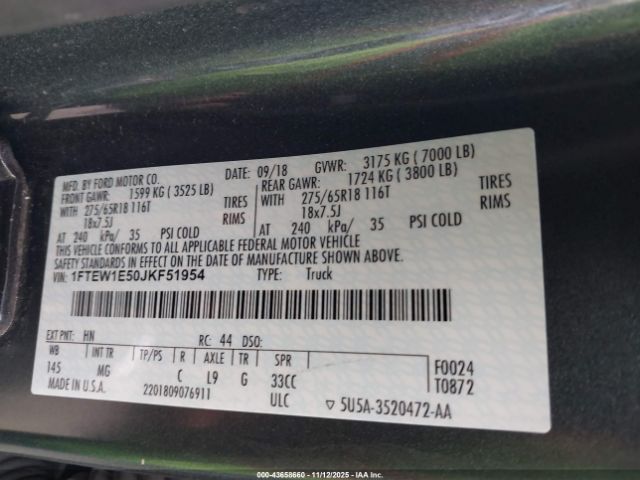 MFD. BY FORD MOTOR CO. DATE: 09/18 GVWR: 3175 KG ( 7000 LB)
FRONT GAWR: 1599 KG ( 3525 LB) REAR GAWR: 1724 KG ( 3800 LB)
WITH 275/65R18 116T TIRES WITH 275/65R18 116T TIRES
18x7.5J RIMS 18x7.5J RIMS
AT 240 kPa/ 35 PSI COLD AT 240 kPa/ 35 PSI COLD
THIS VEHICLE CONFORMS TO ALL APPLICABLE FEDERAL MOTOR VEHICLE
SAFETY STANDARDS IN EFFECT ON THE DATE OF MANUFACTURE SHOWN ABOVE.
VIN: 1FTEW1E50JKF51954 TYPE: Truck
EXT PNT: HN RC: 44 DSO:
WB INT TR TP/PS R AXLE TR SPR F0024
145 MG C L9 G 33CC T0872
MADE IN U.S.A. 2201809076911 ULC ▽ 5U5A-3520472-AA
000-43658660 - 11/12/2025 - IAAI, Inc.